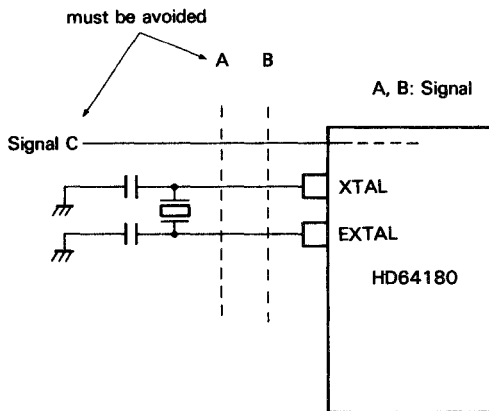 must be avoided
A B
A, B: Signal
Signal C
XTAL
EXTAL
HD64180